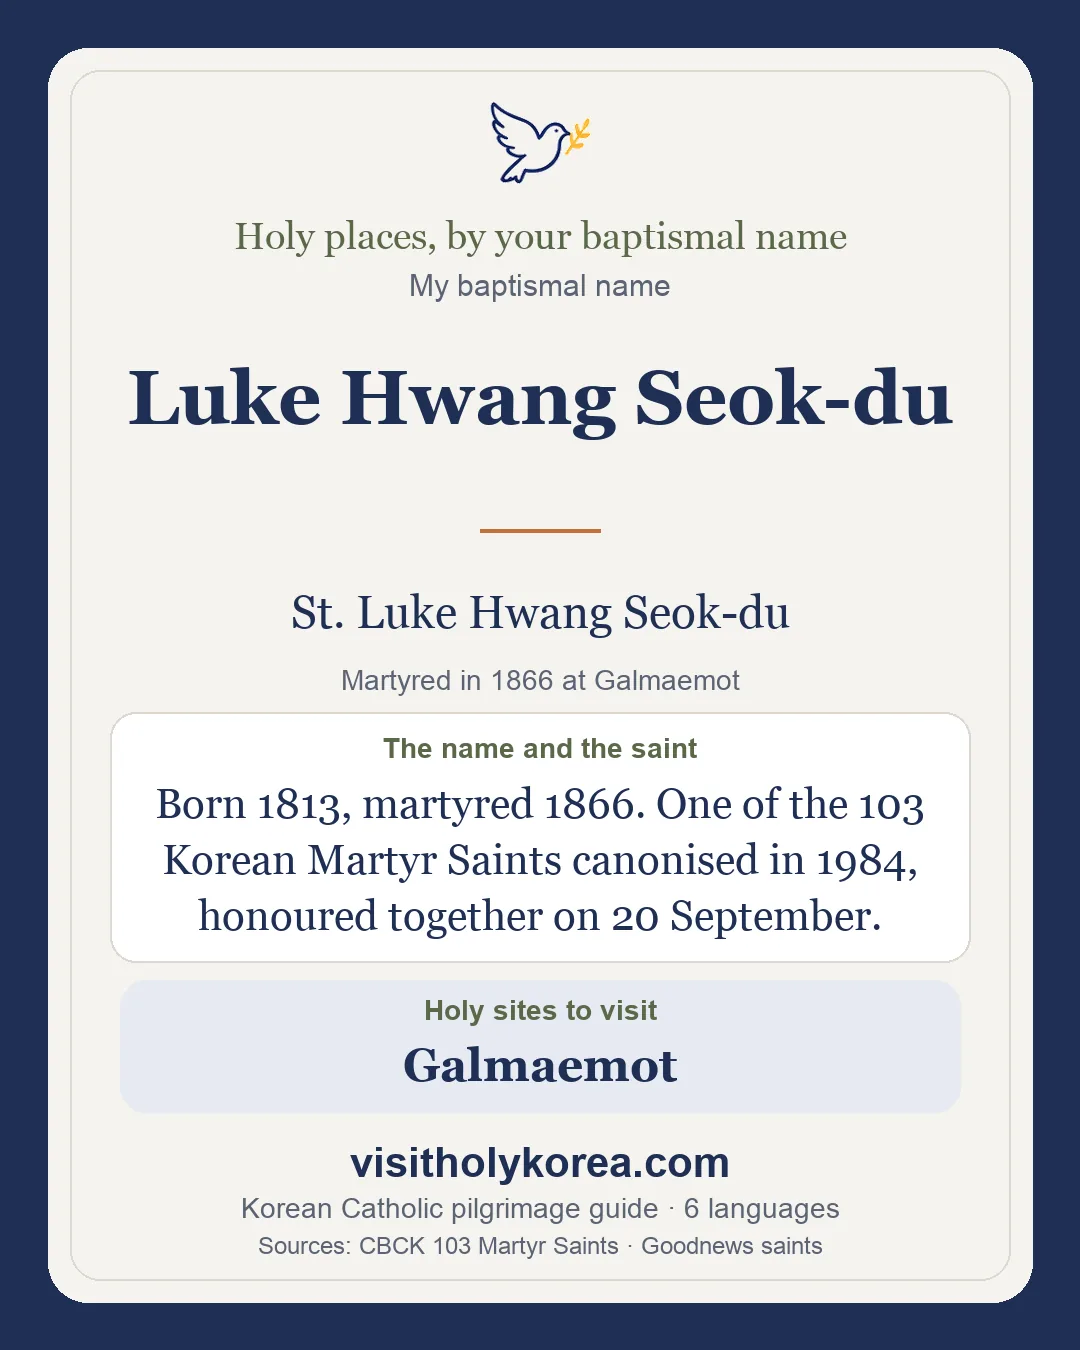 Holy places, by your baptismal name
My baptismal name
Luke Hwang Seok-du
St. Luke Hwang Seok-du
Martyred in 1866 at Galmaemot
The name and the saint
Born 1813, martyred 1866. One of the 103
Korean Martyr Saints canonised in 1984,
honoured together on 20 September.
Holy sites to visit
Galmaemot
visitholykorea.com
Korean Catholic pilgrimage guide · 6 languages
Sources: CBCK 103 Martyr Saints · Goodnews saints